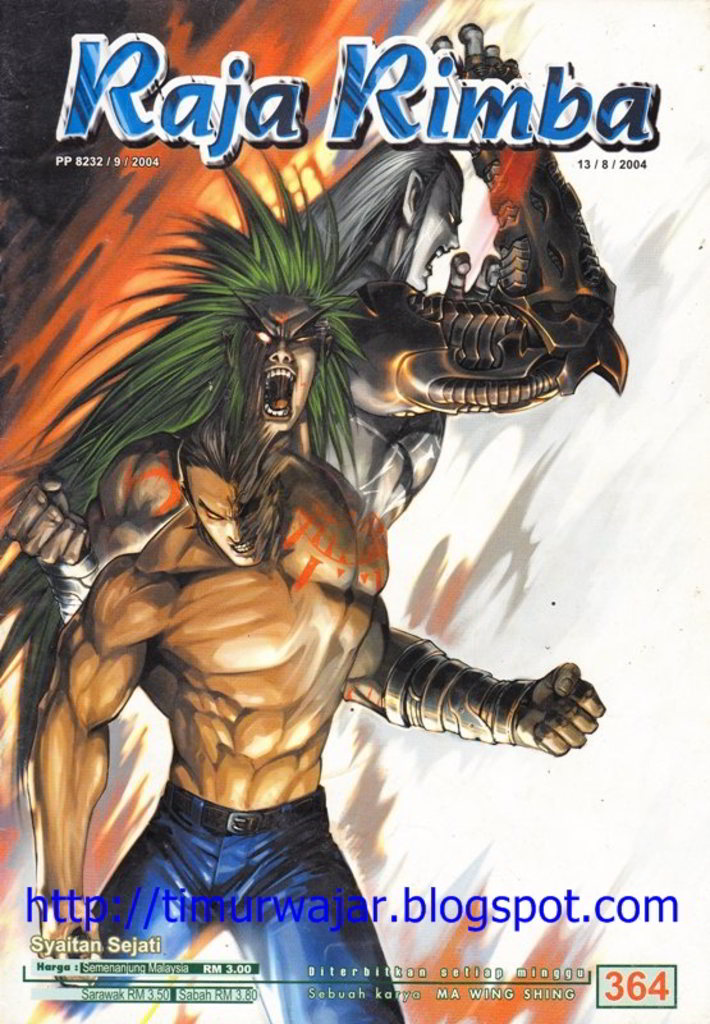 Raja Rimba
PP 8232 / 9 / 2004
13 / 8 / 2004
http://timurwajar.blogspot.com
Syaitan Sejati
Harga : Semenanjung Malaysia RM 3.00
Sarawak RM 3.50 Sabah RM 3.80
Diterbitkan setiap minggu
Sebuah karya MA WING SHING
364